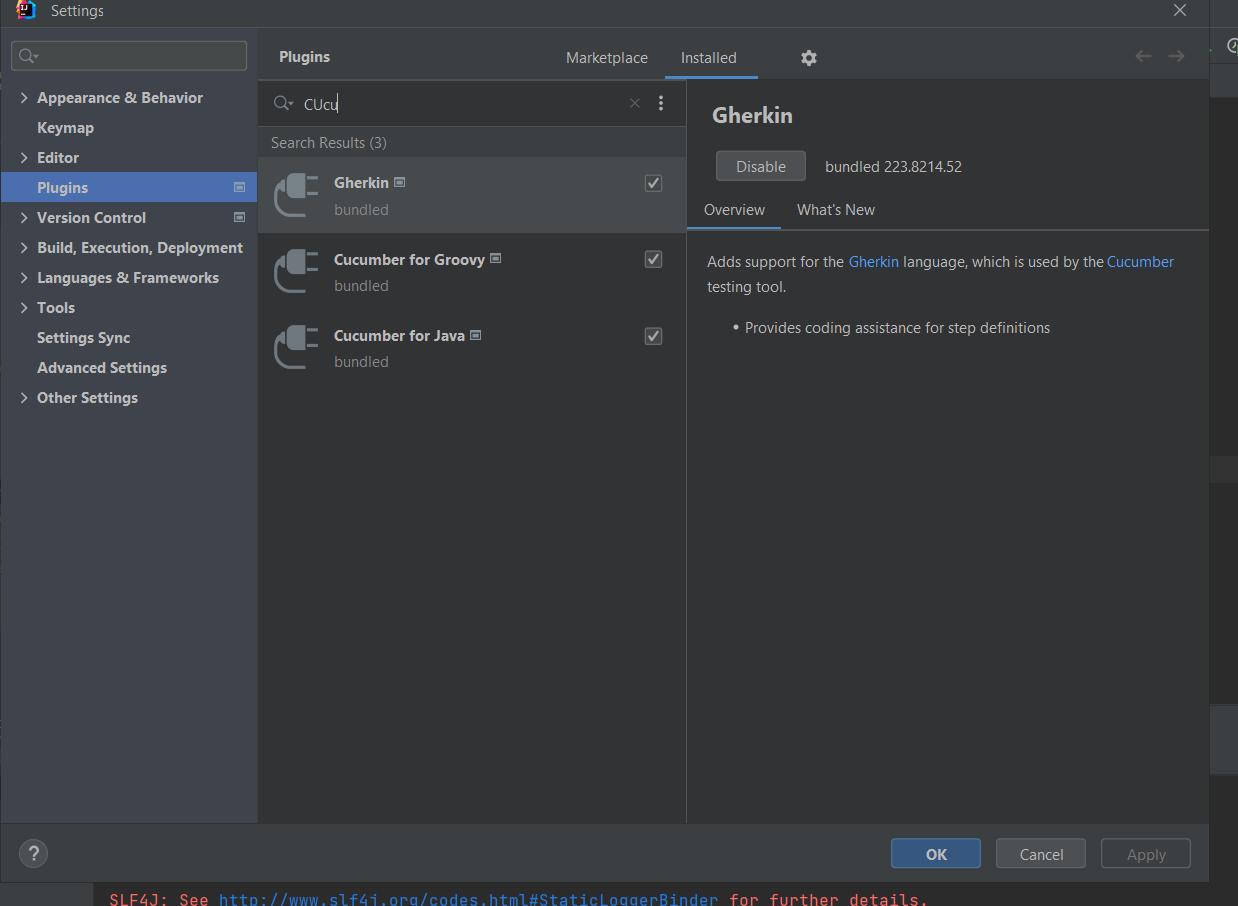 Settings
Plugins
Marketplace
Installed
CUcu
Search Results (3)
Appearance & Behavior
Keymap
Editor
Plugins
Version Control
Build, Execution, Deployment
Languages & Frameworks
Tools
Settings Sync
Advanced Settings
Other Settings
Gherkin
bundled
Cucumber for Groovy
bundled
Cucumber for Java
bundled
Gherkin
Disable bundled 223.8214.52
Overview What's New
Adds support for the Gherkin language, which is used by the Cucumber
testing tool.
• Provides coding assistance for step definitions
?
OK Cancel Apply
SLF4J: See http://www.slf4j.org/codes.html#StaticLoggerBinder for further details.